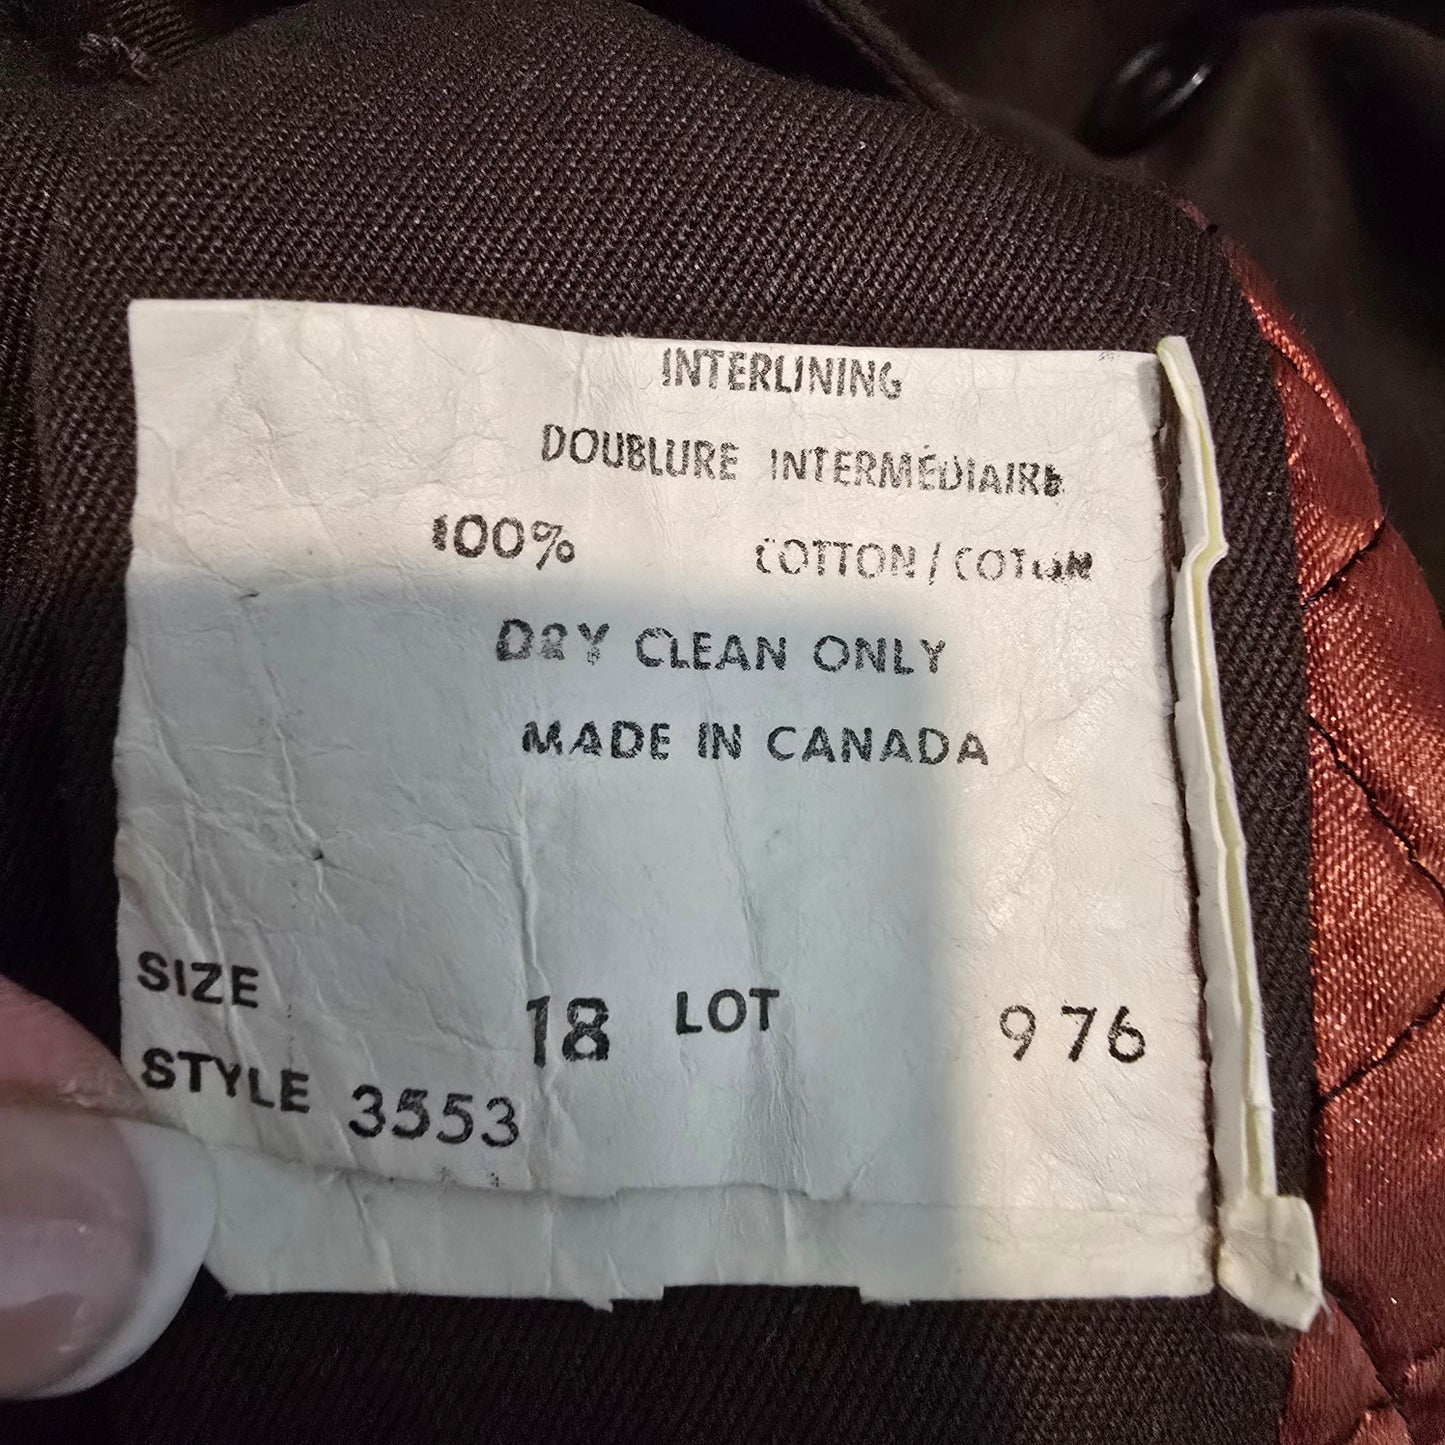 INTERLINING
DOUBLURE INTERMÉDIAIRE
100% COTTON / COTON
DRY CLEAN ONLY
MADE IN CANADA
SIZE 18 LOT 976
STYLE 3553